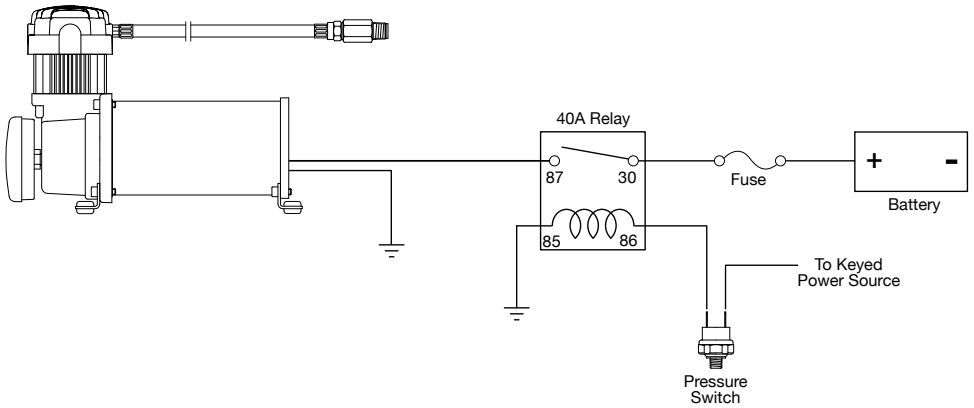 40A Relay
87
30
Fuse
+
-
Battery
85
86
To Keyed
Power Source
Pressure
Switch